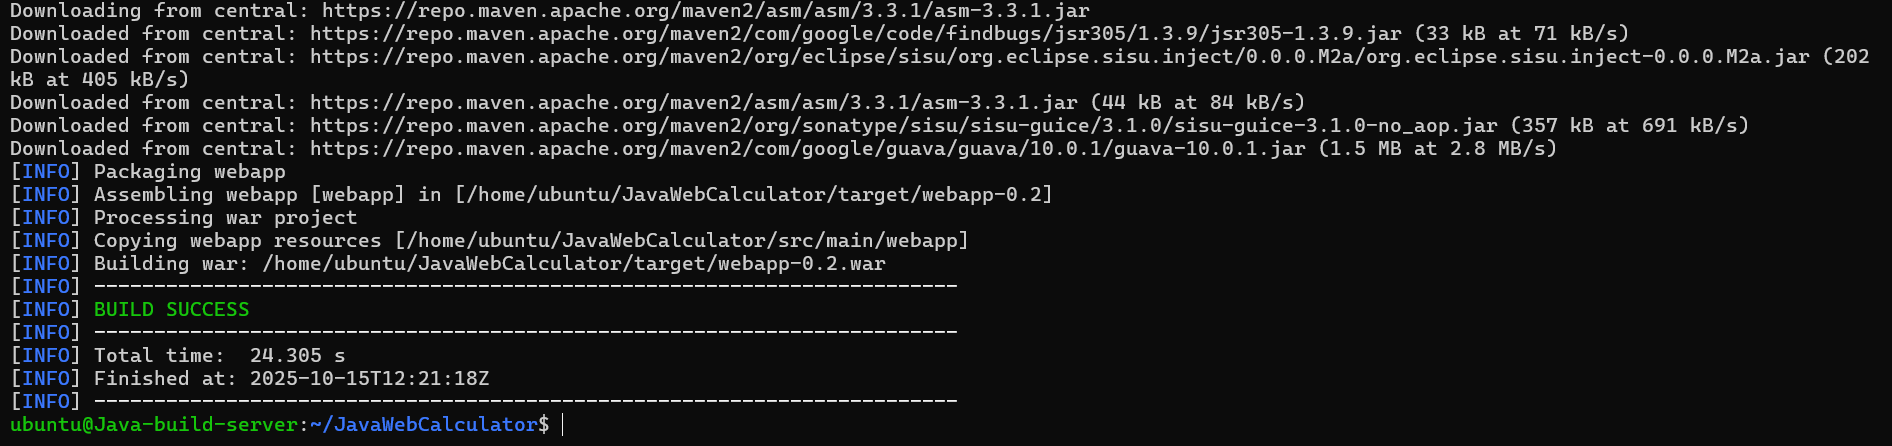 Downloading from central: https://repo.maven.apache.org/maven2/asm/asm/3.3.1/asm-3.3.1.jar
Downloaded from central: https://repo.maven.apache.org/maven2/com/google/code/findbugs/jsr305/1.3.9/jsr305-1.3.9.jar (33 kB at 71 kB/s)
Downloaded from central: https://repo.maven.apache.org/maven2/org/eclipse/sisu/org.eclipse.sisu.inject/0.0.0.M2a/org.eclipse.sisu.inject-0.0.0.M2a.jar (202
kB at 405 kB/s)
Downloaded from central: https://repo.maven.apache.org/maven2/asm/asm/3.3.1/asm-3.3.1.jar (44 kB at 84 kB/s)
Downloaded from central: https://repo.maven.apache.org/maven2/org/sonatype/sisu/sisu-guice/3.1.0/sisu-guice-3.1.0-no_aop.jar (357 kB at 691 kB/s)
Downloaded from central: https://repo.maven.apache.org/maven2/com/google/guava/guava/10.0.1/guava-10.0.1.jar (1.5 MB at 2.8 MB/s)
[INFO] Packaging webapp
[INFO] Assembling webapp [webapp] in [/home/ubuntu/JavaWebCalculator/target/webapp-0.2]
[INFO] Processing war project
[INFO] Copying webapp resources [/home/ubuntu/JavaWebCalculator/src/main/webapp]
[INFO] Building war: /home/ubuntu/JavaWebCalculator/target/webapp-0.2.war
[INFO] ------------------------------------------------------------------------
[INFO] BUILD SUCCESS
[INFO] ------------------------------------------------------------------------
[INFO] Total time:  24.305 s
[INFO] Finished at: 2025-10-15T12:21:18Z
[INFO] ------------------------------------------------------------------------
ubuntu@Java-build-server:~/JavaWebCalculator$